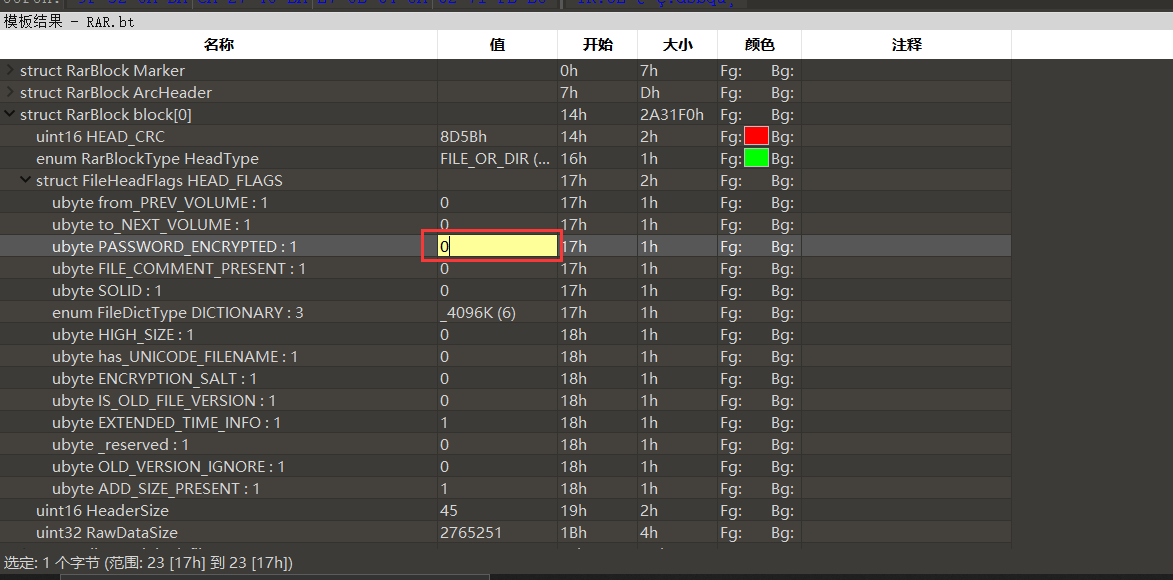 模板结果 - RAR.bt
名称 值 开始 大小 颜色 注释
struct RarBlock Marker 0h 7h Fg: Bg:
struct RarBlock ArcHeader 7h Dh Fg: Bg:
struct RarBlock block[0] 14h 2A31F0h Fg: Bg:
uint16 HEAD_CRC 8D5Bh 14h 2h Fg: Bg:
enum RarBlockType HeadType FILE_OR_DIR (... 16h 1h Fg: Bg:
struct FileHeadFlags HEAD_FLAGS 17h 2h Fg: Bg:
ubyte from_PREV_VOLUME : 1 0 17h 1h Fg: Bg:
ubyte to_NEXT_VOLUME : 1 0 17h 1h Fg: Bg:
ubyte PASSWORD_ENCRYPTED : 1 0 17h 1h Fg: Bg:
ubyte FILE_COMMENT_PRESENT : 1 0 17h 1h Fg: Bg:
ubyte SOLID : 1 0 17h 1h Fg: Bg:
enum FileDictType DICTIONARY : 3 _4096K (6) 17h 1h Fg: Bg:
ubyte HIGH_SIZE : 1 0 18h 1h Fg: Bg:
ubyte has_UNICODE_FILENAME : 1 0 18h 1h Fg: Bg:
ubyte ENCRYPTION_SALT : 1 0 18h 1h Fg: Bg:
ubyte IS_OLD_FILE_VERSION : 1 0 18h 1h Fg: Bg:
ubyte EXTENDED_TIME_INFO : 1 1 18h 1h Fg: Bg:
ubyte _reserved : 1 0 18h 1h Fg: Bg:
ubyte OLD_VERSION_IGNORE : 1 0 18h 1h Fg: Bg:
ubyte ADD_SIZE_PRESENT : 1 1 18h 1h Fg: Bg:
uint16 HeaderSize 45 19h 2h Fg: Bg:
uint32 RawDataSize 2765251 1Bh 4h Fg: Bg:
选定: 1 个字节 (范围: 23 [17h] 到 23 [17h])